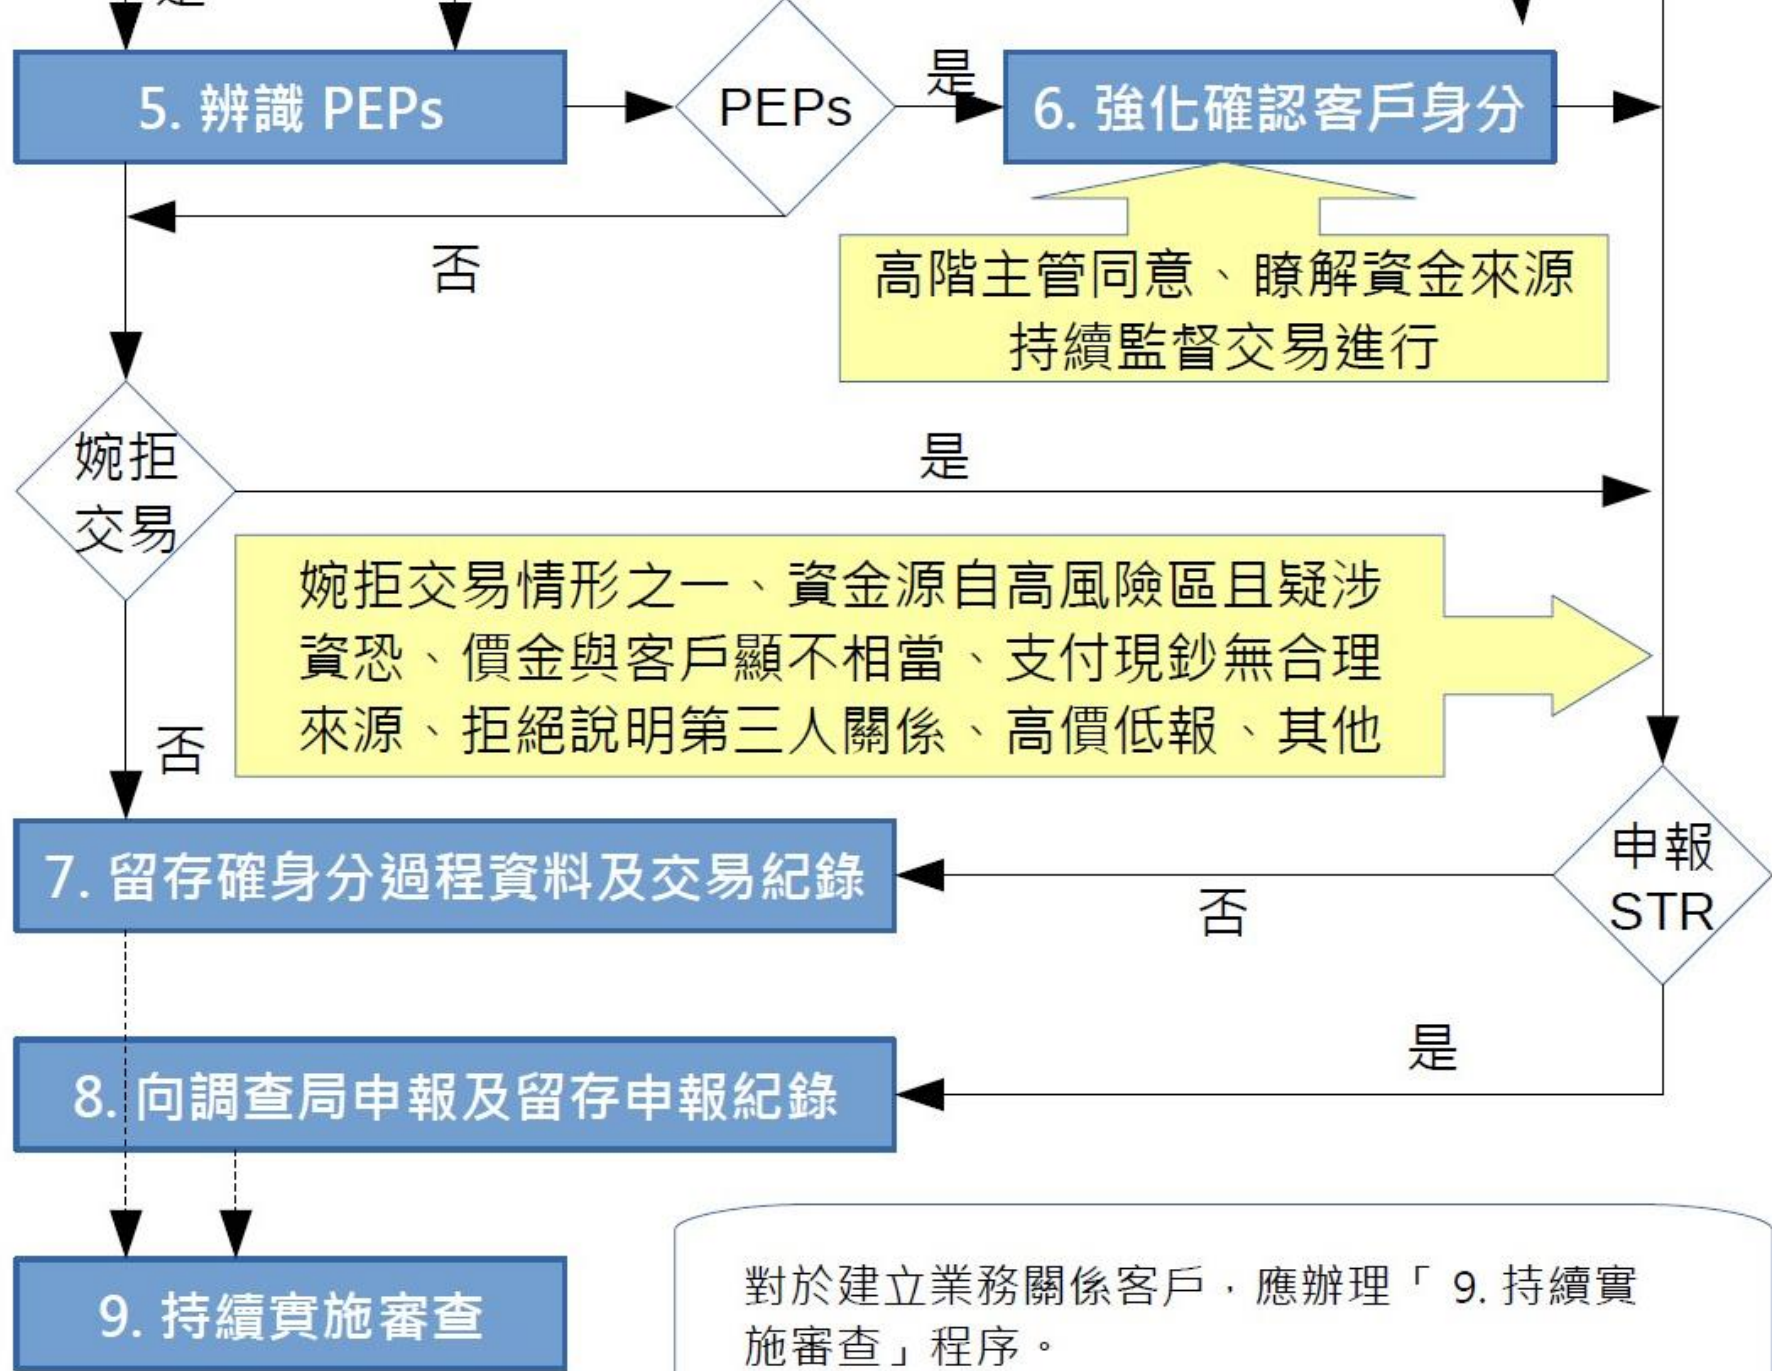 是
5. 辨識 PEPs
PEPs
是
6. 強化確認客戶身分
否
高階主管同意、瞭解資金來源
持續監督交易進行
婉拒
交易
是
婉拒交易情形之一、資金源自高風險區且疑涉
資恐、價金與客戶顯不相當、支付現鈔無合理
來源、拒絕說明第三人關係、高價低報、其他
否
7. 留存確身分過程資料及交易紀錄
否
申報
STR
是
8. 向調查局申報及留存申報紀錄
9. 持續實施審查
對於建立業務關係客戶，應辦理「 9. 持續實
施審查」程序。